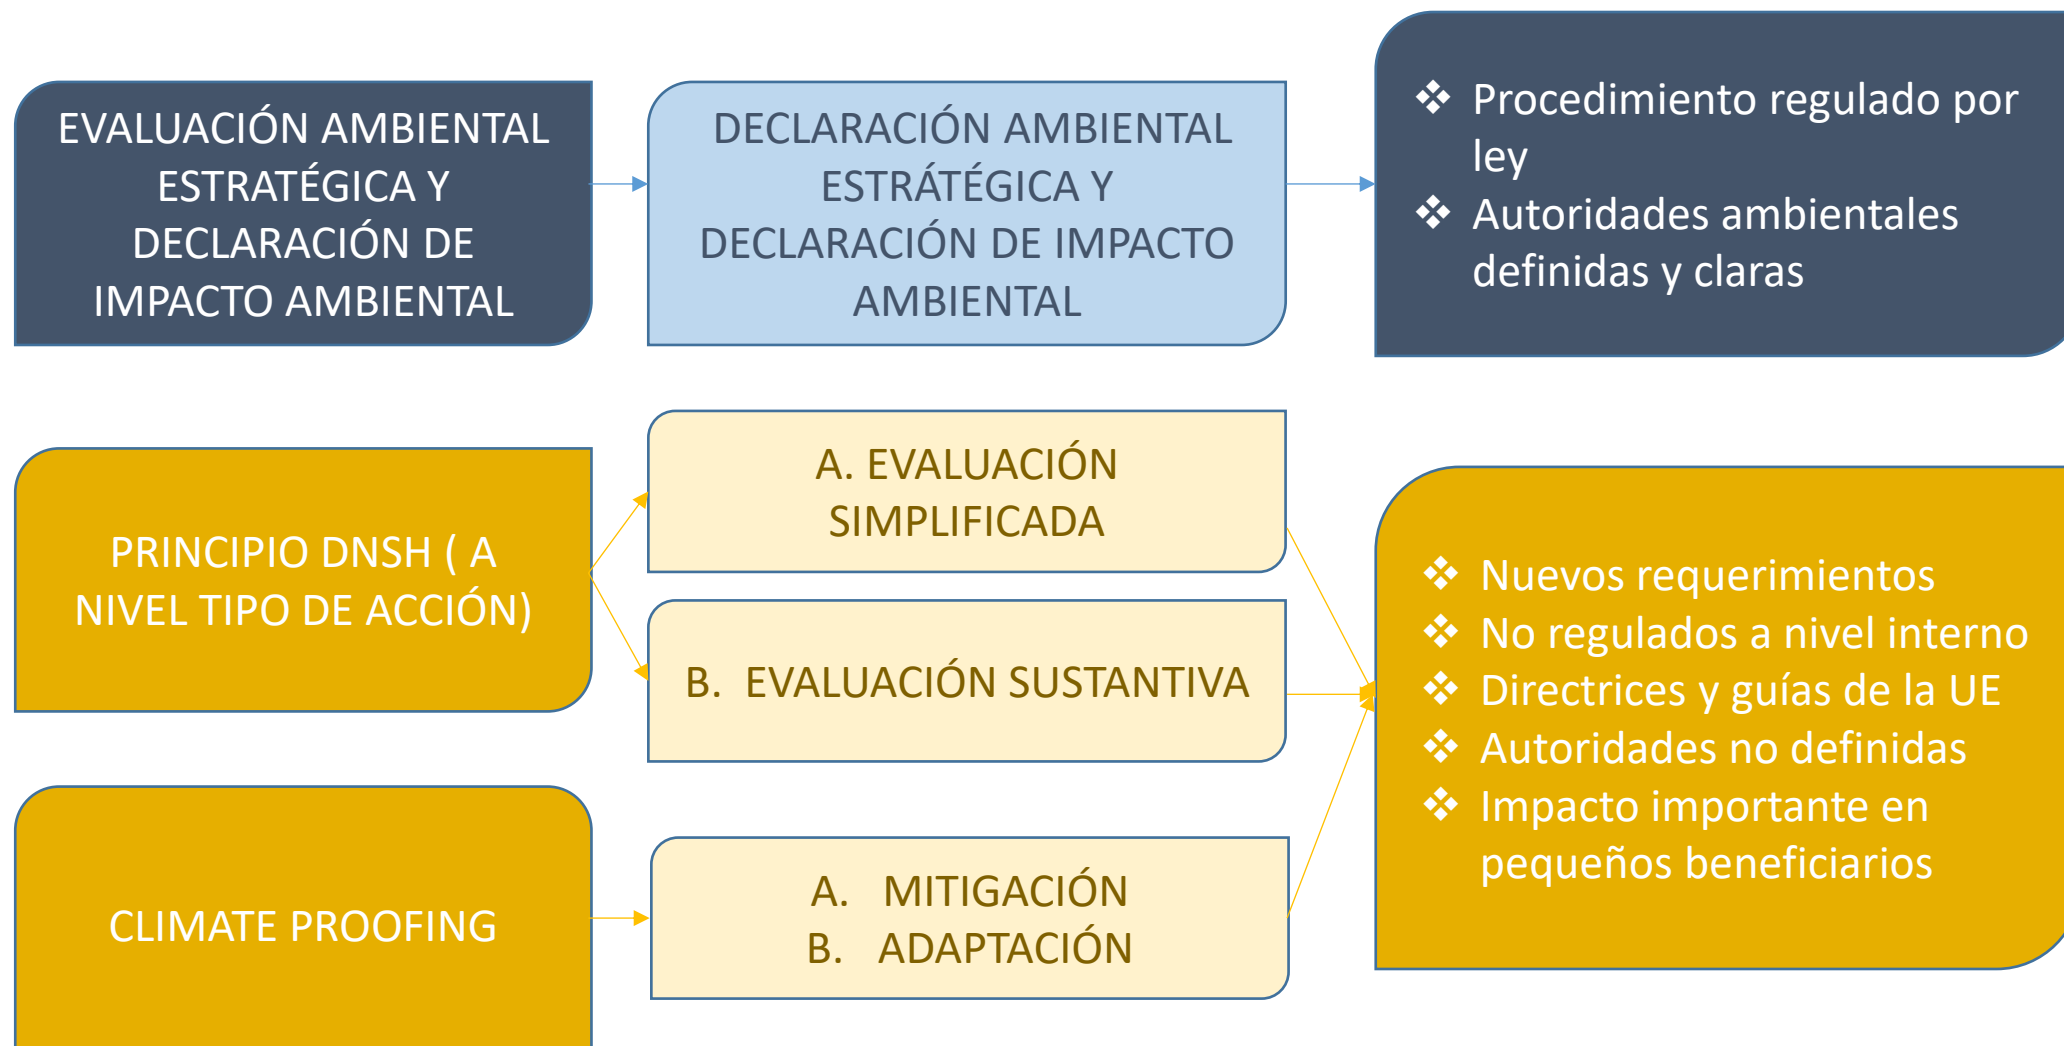 EVALUACIÓN AMBIENTAL
ESTRATÉGICA Y
DECLARACIÓN DE
IMPACTO AMBIENTAL
DECLARACIÓN AMBIENTAL
ESTRÁTÉGICA Y
DECLARACIÓN DE IMPACTO
AMBIENTAL
❖ Procedimiento regulado por
ley
❖ Autoridades ambientales
definidas y claras
PRINCIPIO DNSH ( A
NIVEL TIPO DE ACCIÓN)
A. EVALUACIÓN
SIMPLIFICADA
B. EVALUACIÓN SUSTANTIVA
CLIMATE PROOFING
A. MITIGACIÓN
B. ADAPTACIÓN
❖ Nuevos requerimientos
❖ No regulados a nivel interno
❖ Directrices y guías de la UE
❖ Autoridades no definidas
❖ Impacto importante en
pequeños beneficiarios